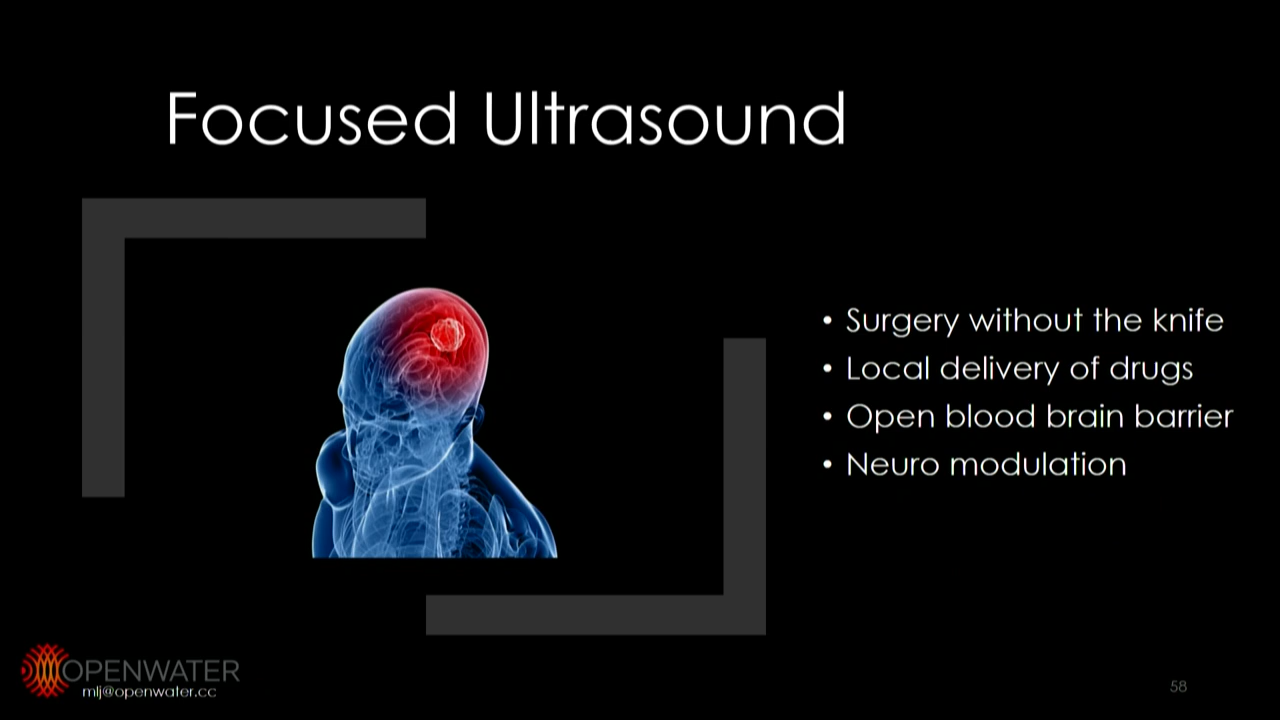 Focused Ultrasound
• Surgery without the knife
• Local delivery of drugs
• Open blood brain barrier
• Neuro modulation
OPENWATER
mlj@openwater.cc
58